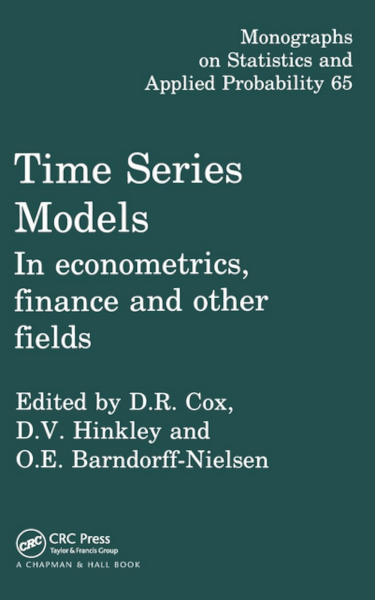 Monographs
on Statistics and
Applied Probability 65
Time Series
Models
In econometrics,
finance and other
fields
Edited by D.R. Cox,
D.V. Hinkley and
O.E. Barndorff-Nielsen
CRC CRC Press
Taylor & Francis Group
A CHAPMAN & HALL BOOK